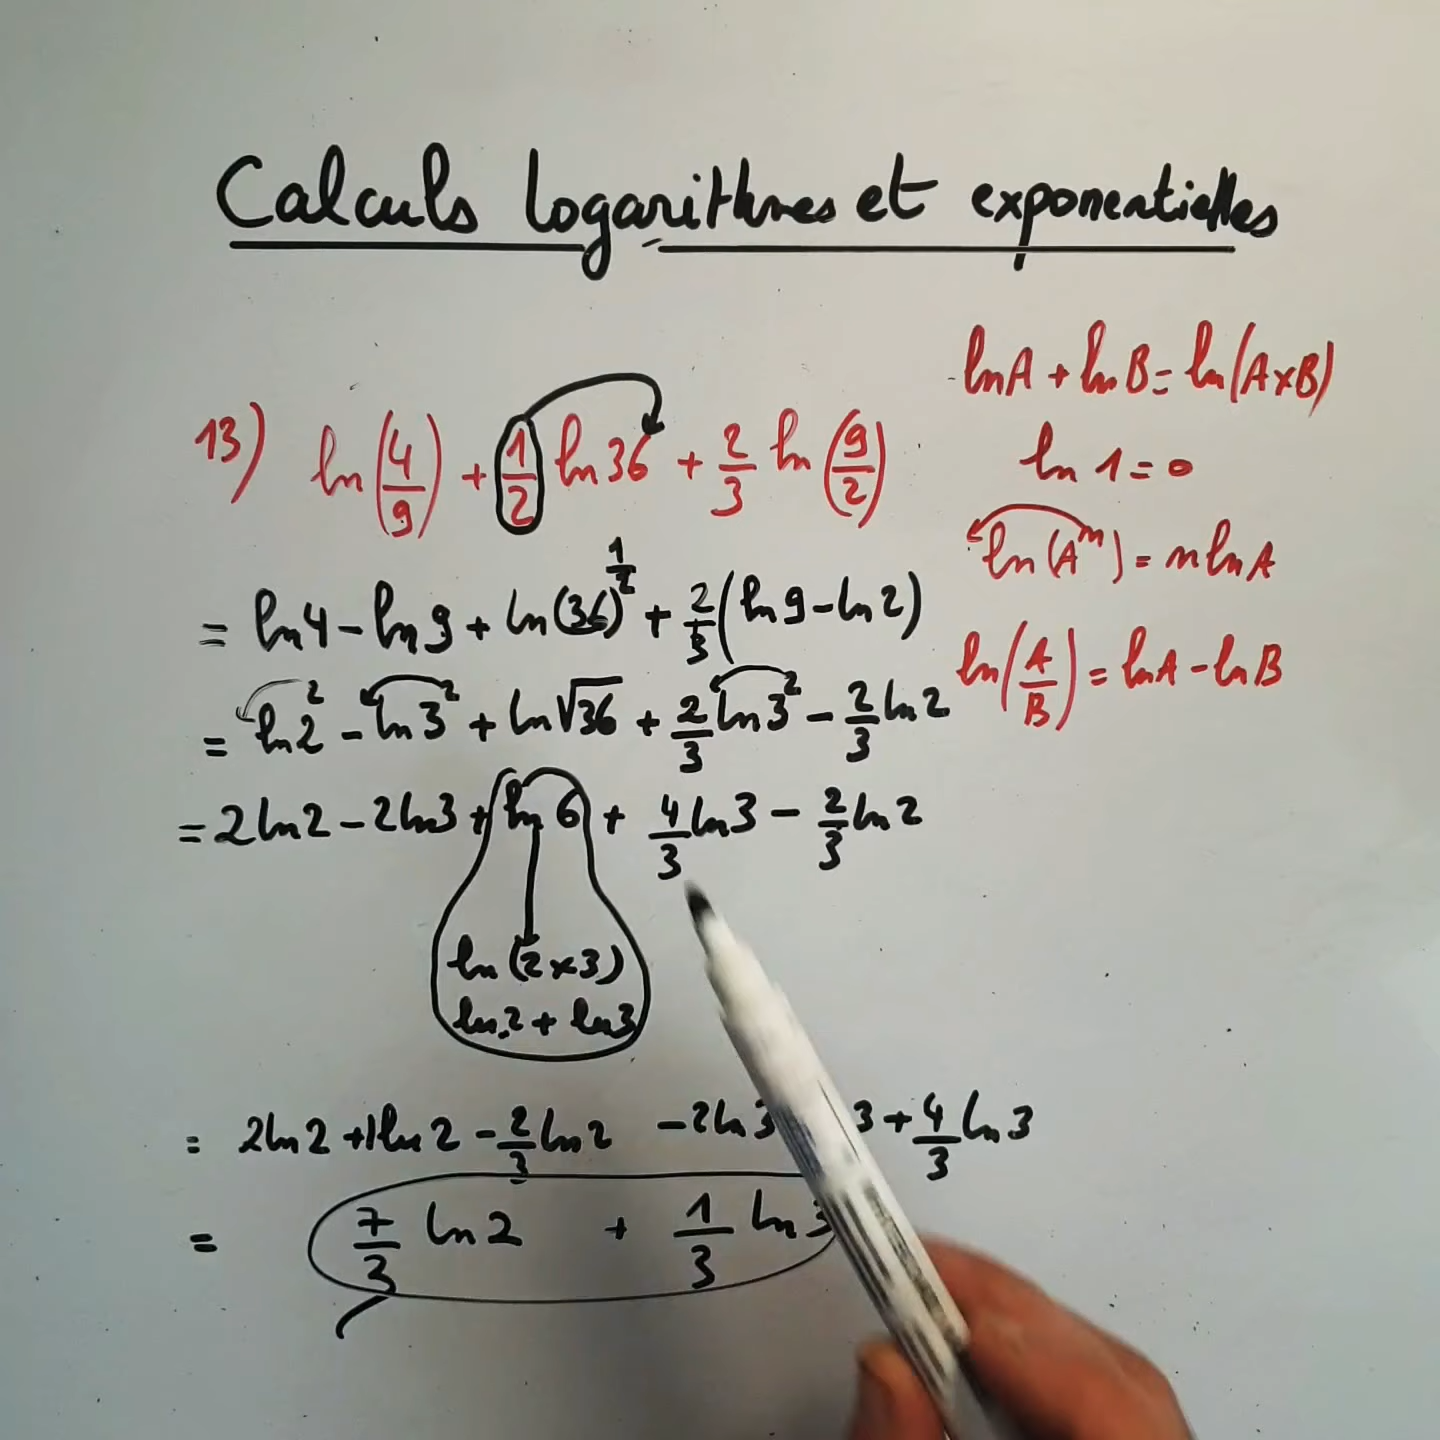 Calculs logarithmes et exponentielles
lnA + lnB = ln(A×B)
13) ln(4/9) + 1/2 ln36 + 2/3 ln(9/2)
ln 1 = 0
ln(Aⁿ) = n lnA
= ln4 - ln9 + ln(36)^1/2 + 2/3(ln9 - ln2)
ln(A/B) = lnA - lnB
= ln2² - ln3² + ln√36 + 2/3 ln3² - 2/3 ln2
= 2ln2 - 2ln3 + ln6 + 4/3 ln3 - 2/3 ln2
ln(2×3)
ln2 + ln3
= 2ln2 + 1ln2 - 2/3 ln2 - 2ln3 3 + 4/3 ln3
= 7/3 ln2 + 1/3 ln3